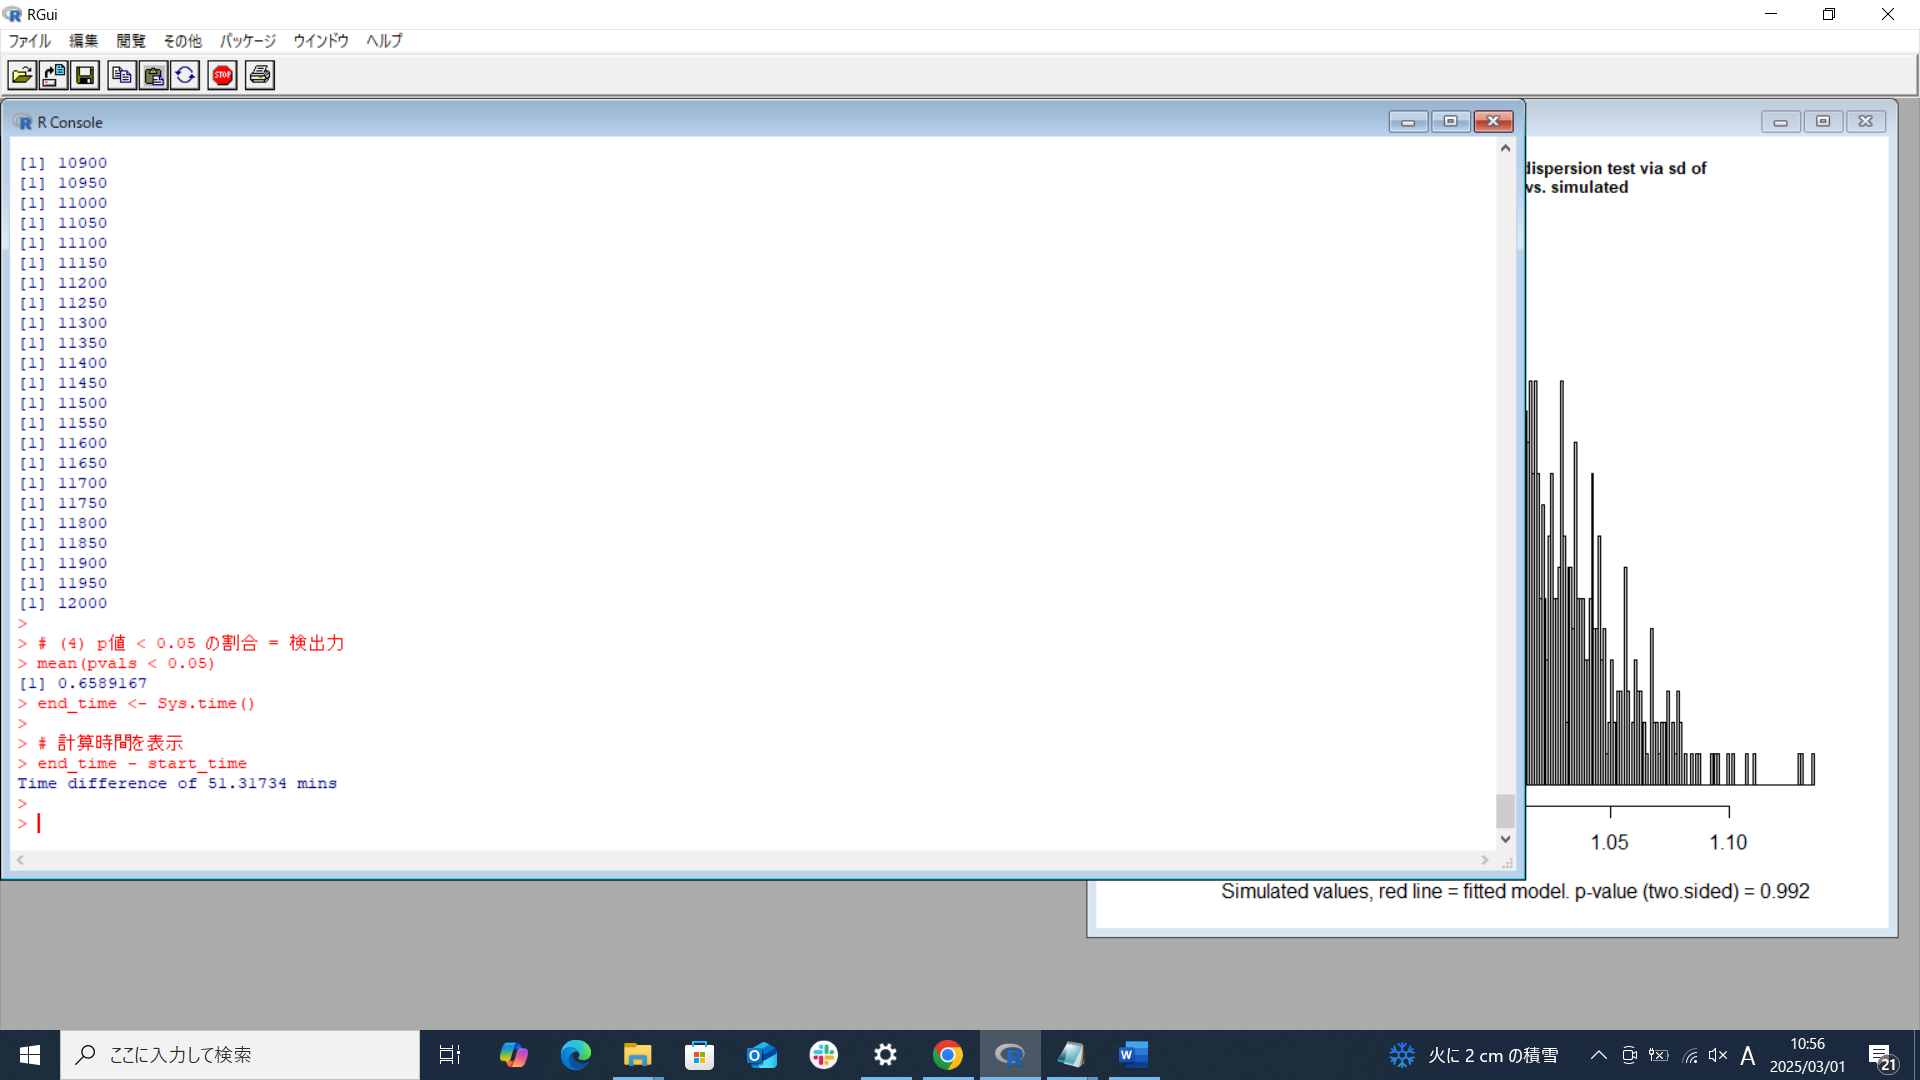 RGui
ファイル 編集 閲覧 その他 パッケージ ウインドウ ヘルプ
STOP
R Console
[1] 10900
[1] 10950
[1] 11000
[1] 11050
[1] 11100
[1] 11150
[1] 11200
[1] 11250
[1] 11300
[1] 11350
[1] 11400
[1] 11450
[1] 11500
[1] 11550
[1] 11600
[1] 11650
[1] 11700
[1] 11750
[1] 11800
[1] 11850
[1] 11900
[1] 11950
[1] 12000
>
> # (4) p値 < 0.05 の割合 = 検出力
> mean(pvals < 0.05)
[1] 0.6589167
> end_time <- Sys.time()
>
> # 計算時間を表示
> end_time - start_time
Time difference of 51.31734 mins
>
>
dispersion test via sd of
vs. simulated
1.05 1.10
Simulated values, red line = fitted model. p-value (two.sided) = 0.992
ここに入力して検索
火に 2 cm の積雪
A
10:56
2025/03/01
21